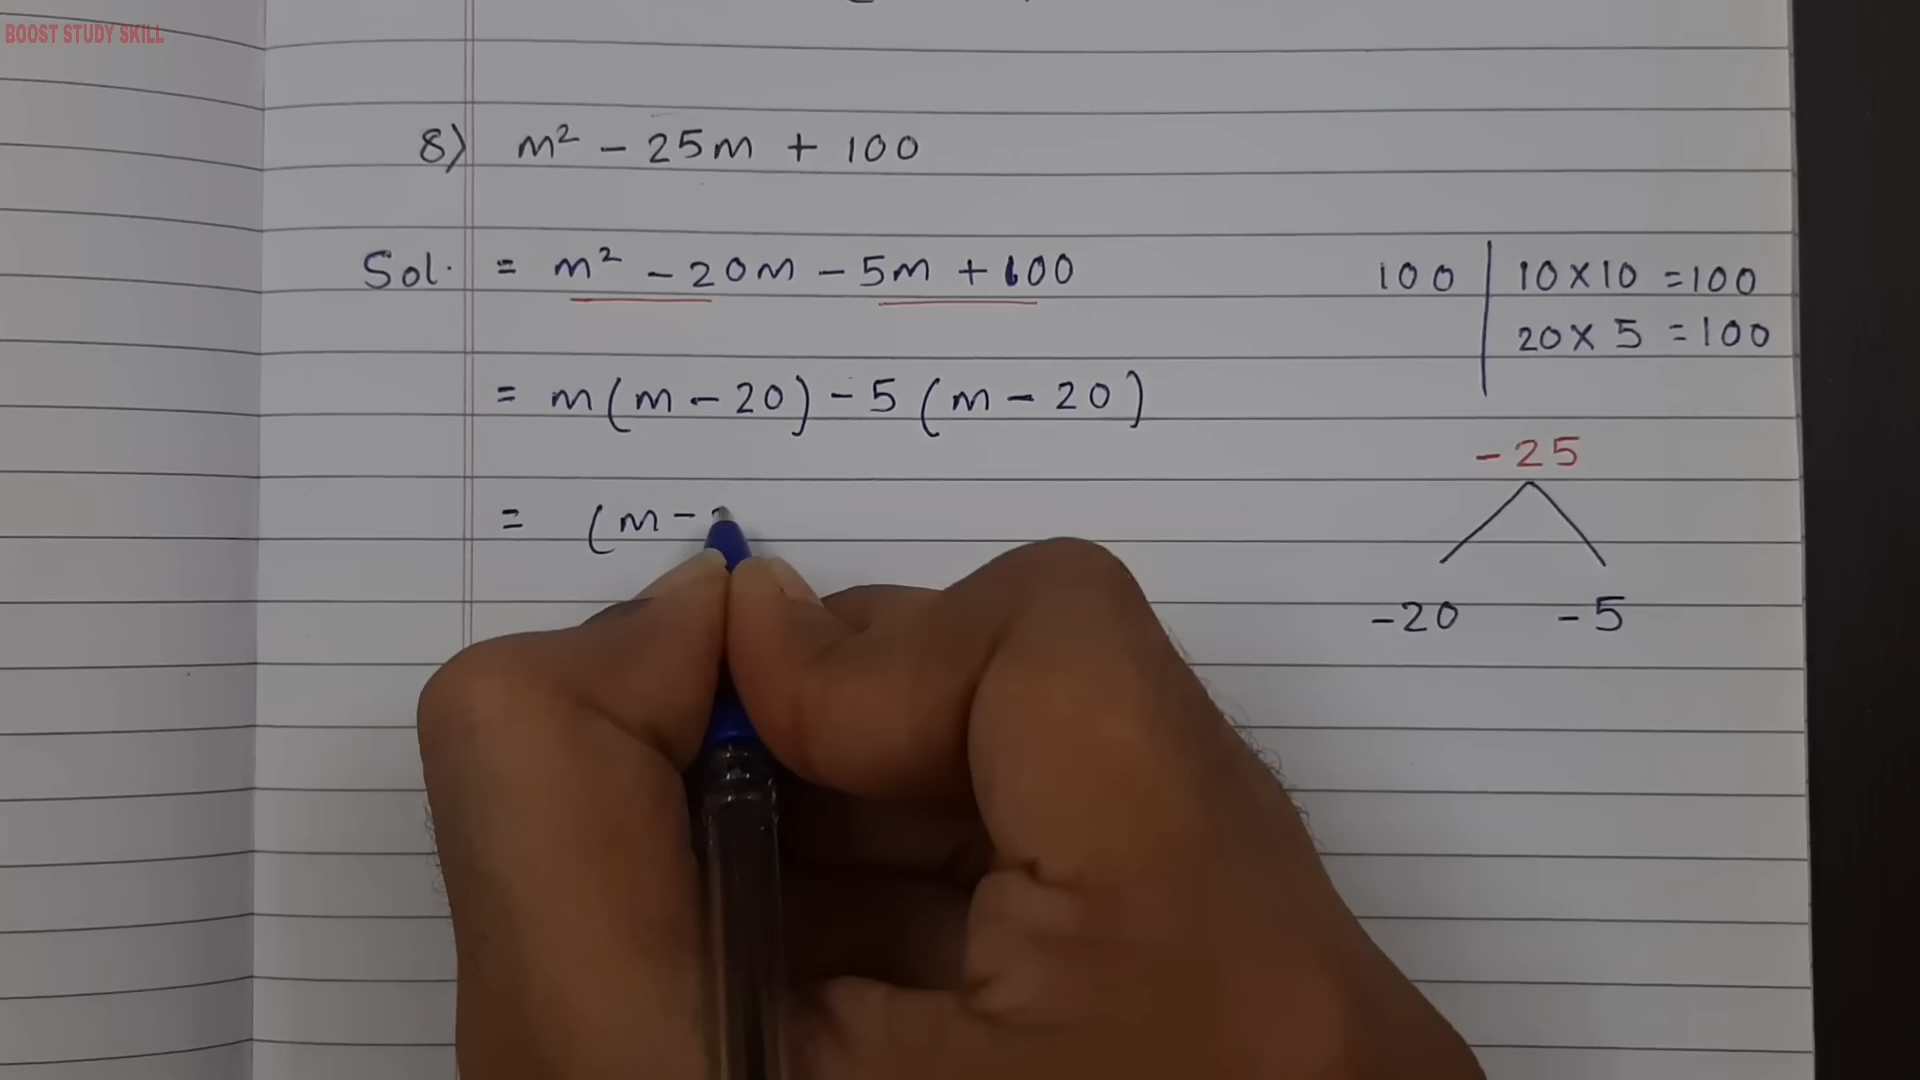 BOOST STUDY SKILL
8) m² - 25m + 100
Sol. = m² - 20m - 5m + 100
= m(m - 20) - 5 (m - 20)
= (m -
100 | 10 × 10 = 100
20 × 5 = 100
-25
-20 -5